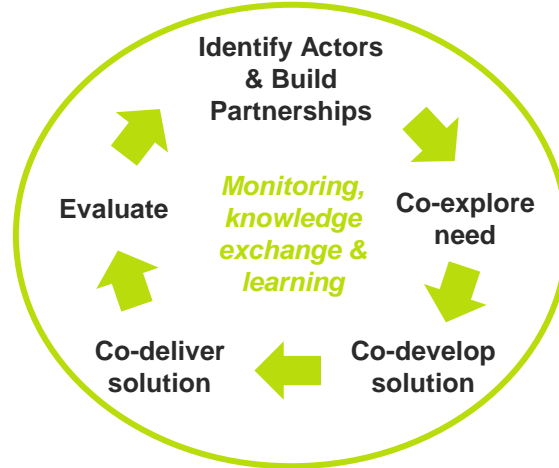 Identify Actors
& Build
Partnerships
Monitoring,
knowledge
exchange &
learning
Evaluate
Co-explore
need
Co-deliver
solution
Co-develop
solution